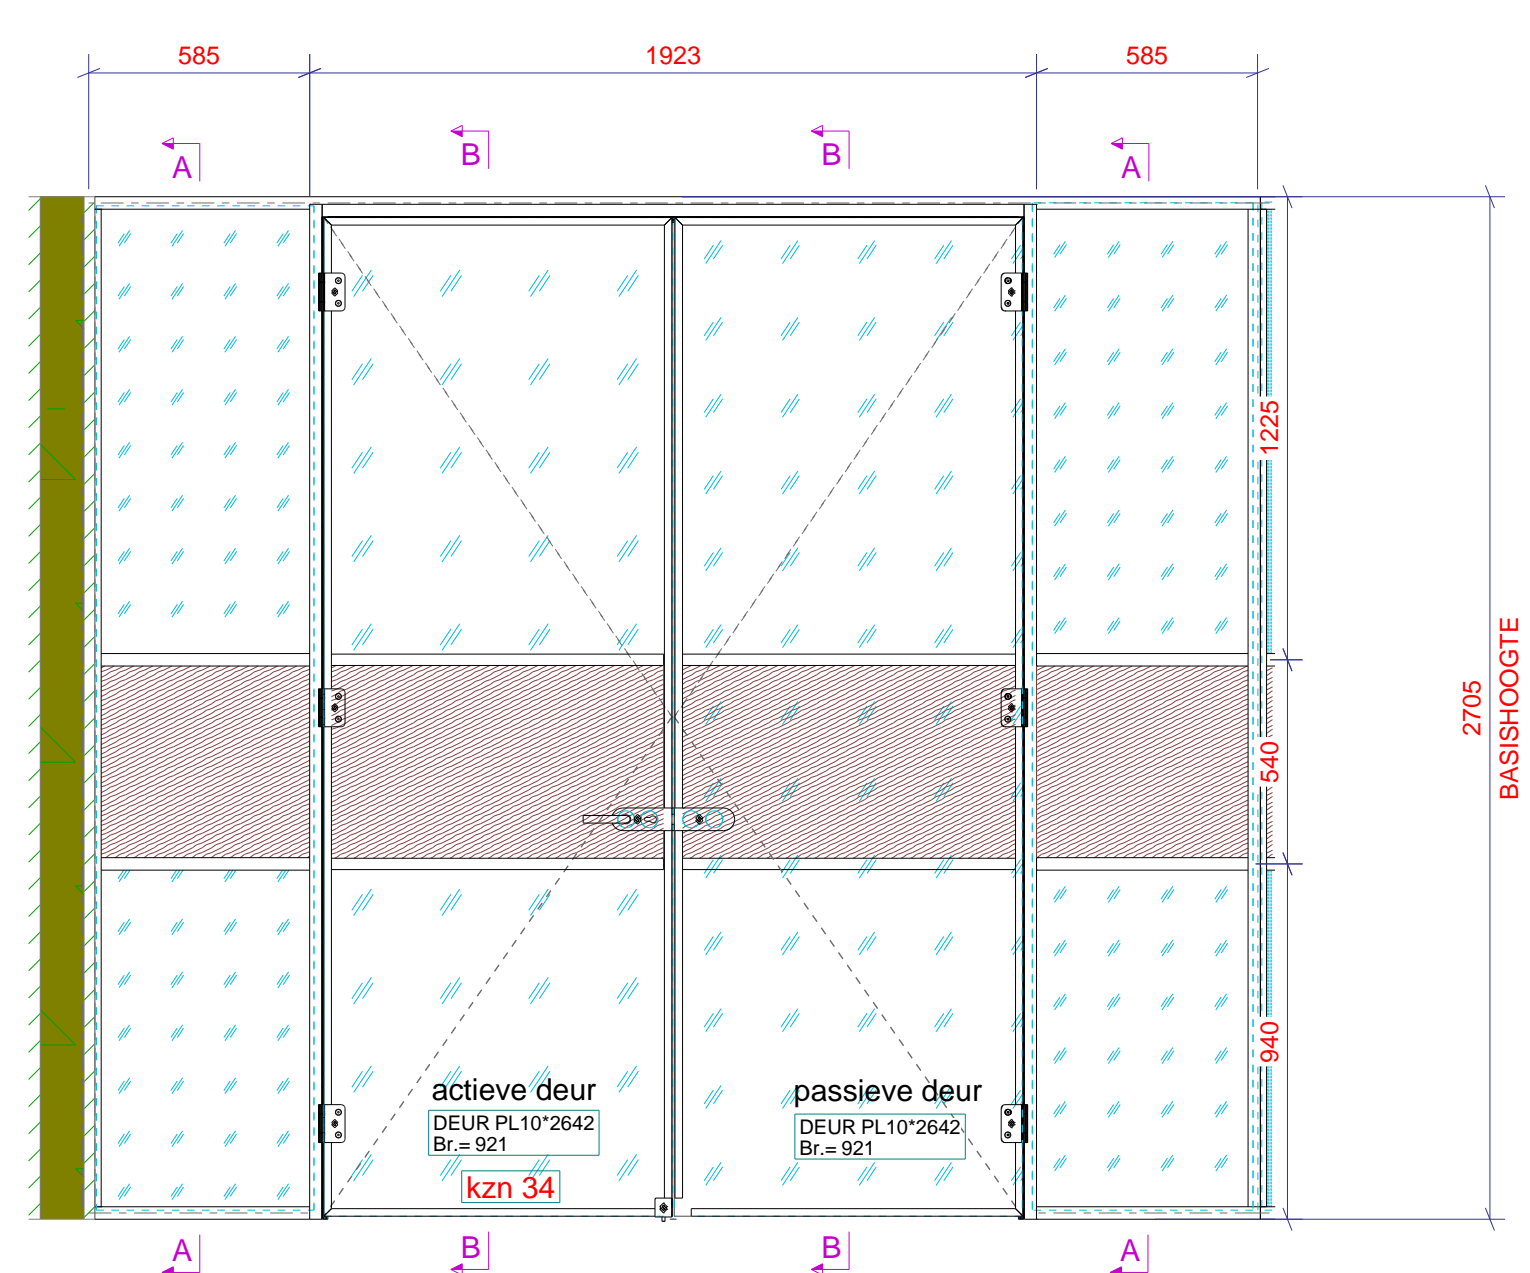 585
1923
585
A
B
B
A
1225
540
940
2705
BASISHOOGTE
actieve deur
DEUR PL10*2642
Br.= 921
kzn 34
passieve deur
DEUR PL10*2642
Br.= 921
A
B
B
A